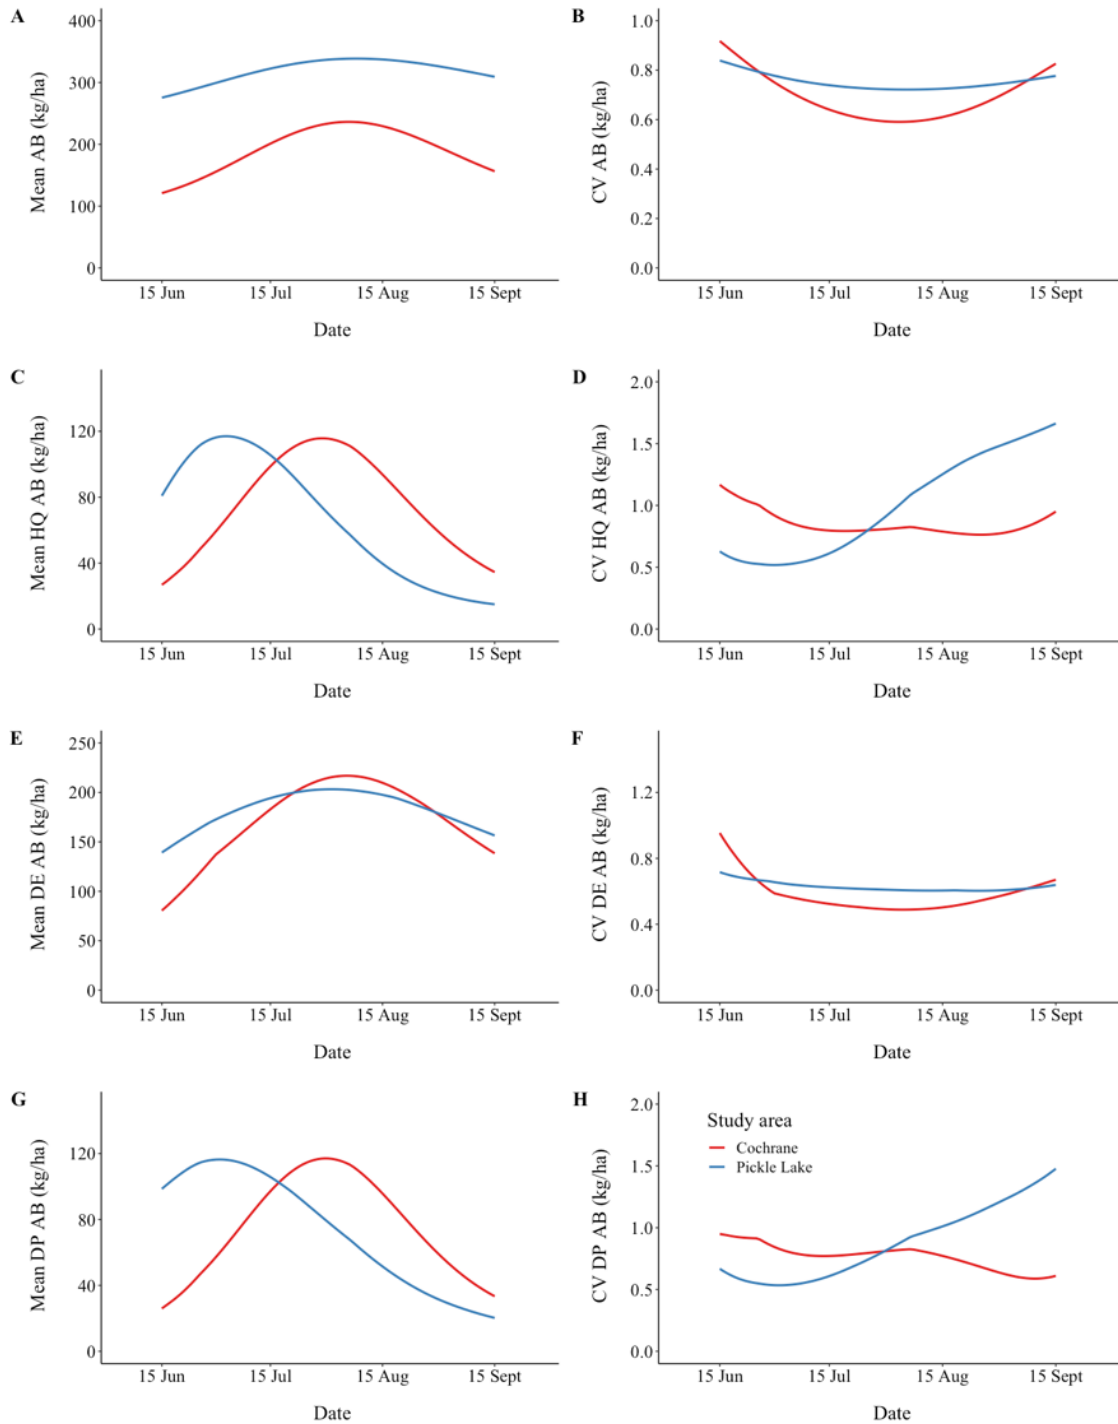 A
Mean AB (kg/ha)
400
300
200
100
0
15 Jun 15 Jul 15 Aug 15 Sept
Date
B
CV AB (kg/ha)
1.0
0.8
0.6
0.4
0.2
0.0
15 Jun 15 Jul 15 Aug 15 Sept
Date
C
Mean HQ AB (kg/ha)
120
80
40
0
15 Jun 15 Jul 15 Aug 15 Sept
Date
D
CV HQ AB (kg/ha)
2.0
1.5
1.0
0.5
0.0
15 Jun 15 Jul 15 Aug 15 Sept
Date
E
Mean DE AB (kg/ha)
250
200
150
100
50
0
15 Jun 15 Jul 15 Aug 15 Sept
Date
F
CV DE AB (kg/ha)
1.2
0.8
0.4
0.0
15 Jun 15 Jul 15 Aug 15 Sept
Date
G
Mean DP AB (kg/ha)
120
80
40
0
15 Jun 15 Jul 15 Aug 15 Sept
Date
H
CV DP AB (kg/ha)
2.0
1.5
1.0
0.5
0.0
Study area
Cochrane
Pickle Lake
15 Jun 15 Jul 15 Aug 15 Sept
Date